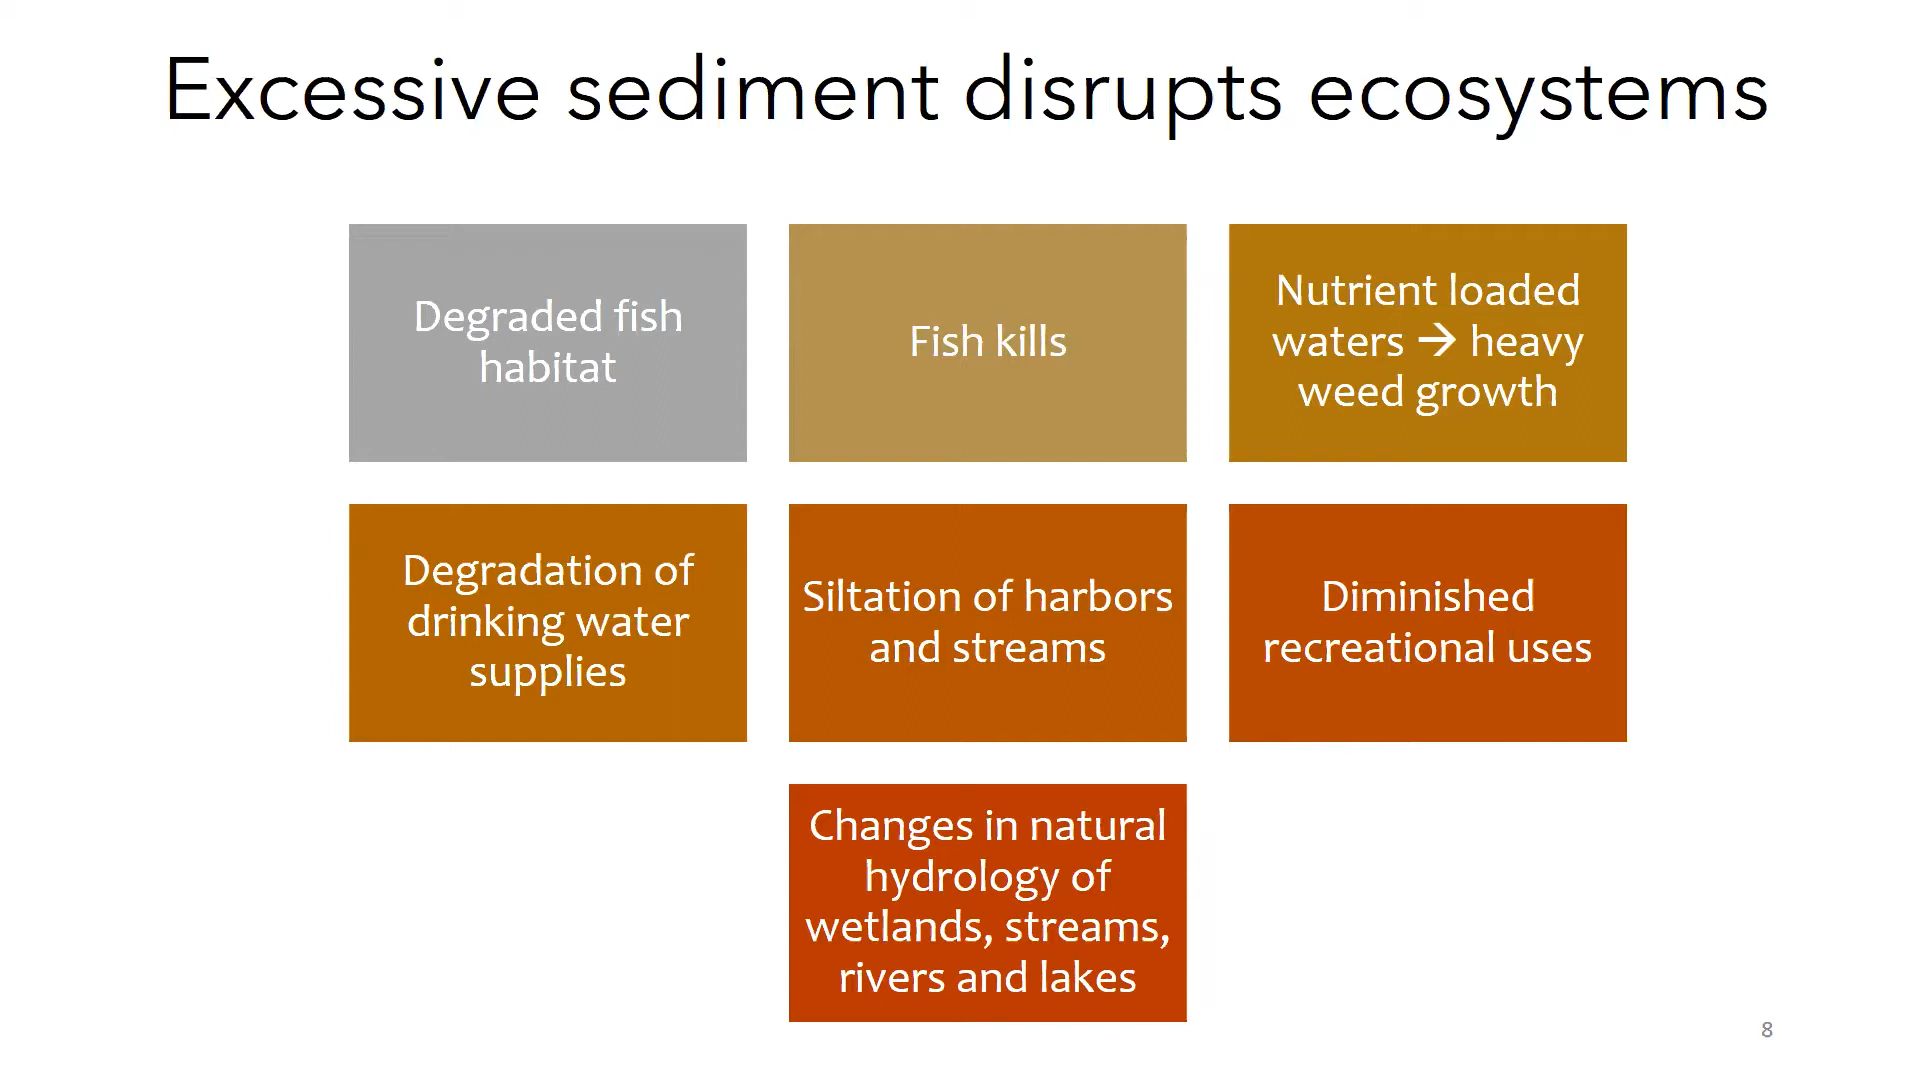 Excessive sediment disrupts ecosystems
Degraded fish
habitat
Fish kills
Nutrient loaded
waters → heavy
weed growth
Degradation of
drinking water
supplies
Siltation of harbors
and streams
Diminished
recreational uses
Changes in natural
hydrology of
wetlands, streams,
rivers and lakes
8